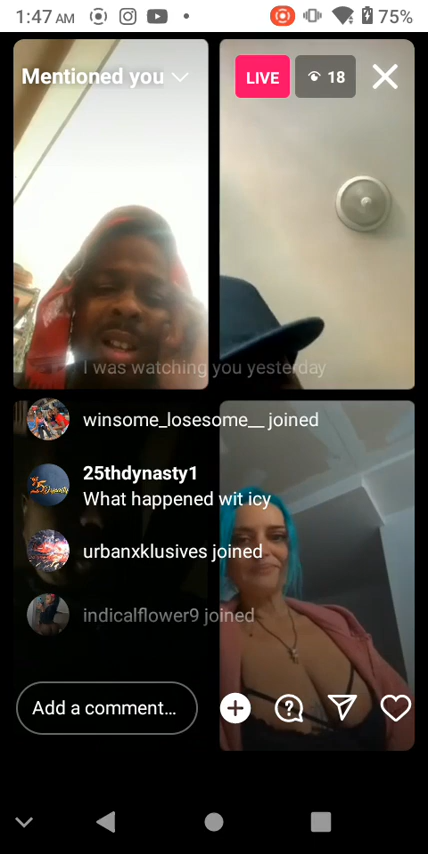 1:47 AM
75%
Mentioned you
LIVE
18
I was watching you yesterday
winsome_losesome__ joined
25thdynasty1
What happened wit icy
urbanxklusives joined
indicalflower9 joined
Add a comment...